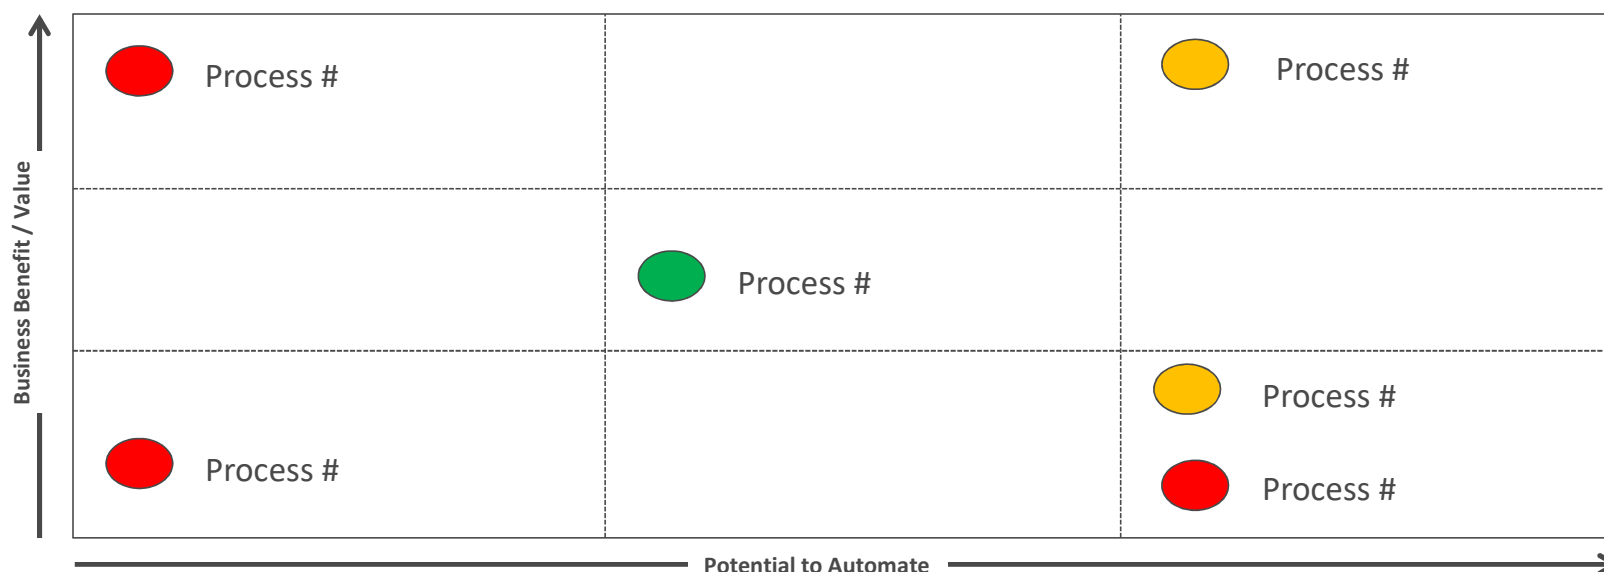 Process #
Process #
Business Benefit / Value
Process #
Process #
Process #
Process #
Potential to Automate